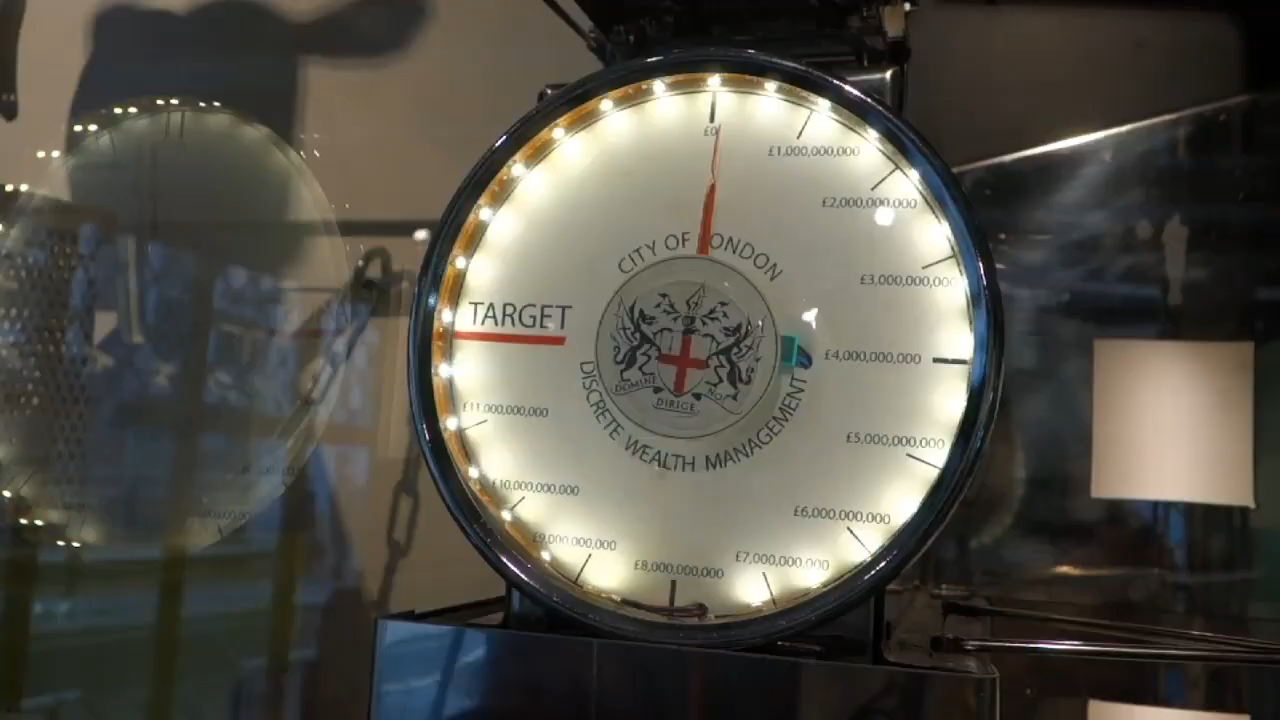 £0
£1,000,000,000
£2,000,000,000
£3,000,000,000
£4,000,000,000
£5,000,000,000
£6,000,000,000
£7,000,000,000
£8,000,000,000
£9,000,000,000
£10,000,000,000
£11,000,000,000
TARGET
CITY OF LONDON
DOMINE
DIRIGE
NOS
DISCRETE WEALTH MANAGEMENT